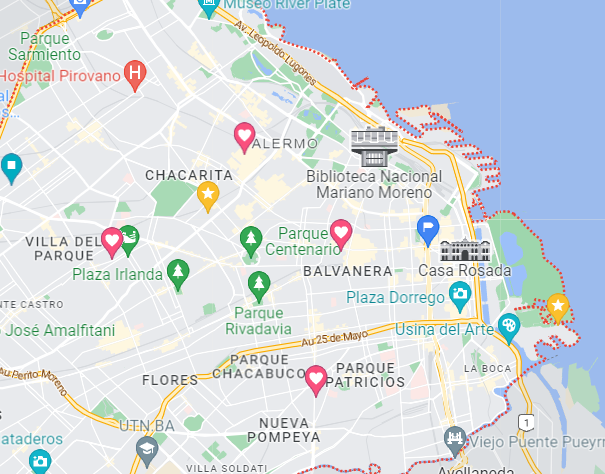 Museo River Plate
Parque
Sarmiento
Av. Leopoldo Lugones
Hospital Pirovano
H
ALERMO
CHACARITA
Biblioteca Nacional
Mariano Moreno
VILLA DEL
PARQUE
Parque
Centenario
Plaza Irlanda
BALVANERA
Casa Rosada
Plaza Dorrego
NTE CASTRO
Parque
Rivadavia
o José Amalfitani
Au 25 de Mayo
Usina del Arte
PARQUE
CHACABUCO
PARQUE
PATRICIOS
LA BOCA
Au Perito Moreno
FLORES
1
UTN BA
NUEVA
POMPEYA
ataderos
Viejo Puente Pueyrr
VILLA SOLDATI
Avellaneda